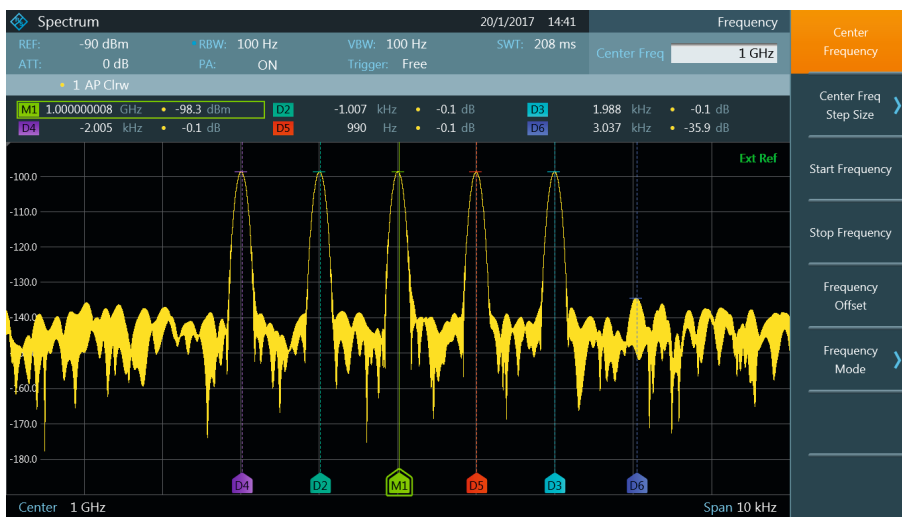 Spectrum 20/1/2017 14:41 Frequency
REF: -90 dBm RBW: 100 Hz VBW: 100 Hz SWT: 208 ms
ATT: 0 dB PA: ON Trigger: Free
Center Freq 1 GHz
1 AP Clrw
M1 1.000000008 GHz • -98.3 dBm D2 -1.007 kHz • -0.1 dB D3 1.988 kHz • -0.1 dB
D4 -2.005 kHz • -0.1 dB D5 990 Hz • -0.1 dB D6 3.037 kHz • -35.9 dB
Ext Ref
-100.0
-110.0
-120.0
-130.0
-140.0
-160.0
-170.0
-180.0
D4 D2 M1 D5 D3 D6
Center 1 GHz Span 10 kHz
Center
Frequency
Center Freq
Step Size
Start Frequency
Stop Frequency
Frequency
Offset
Frequency
Mode